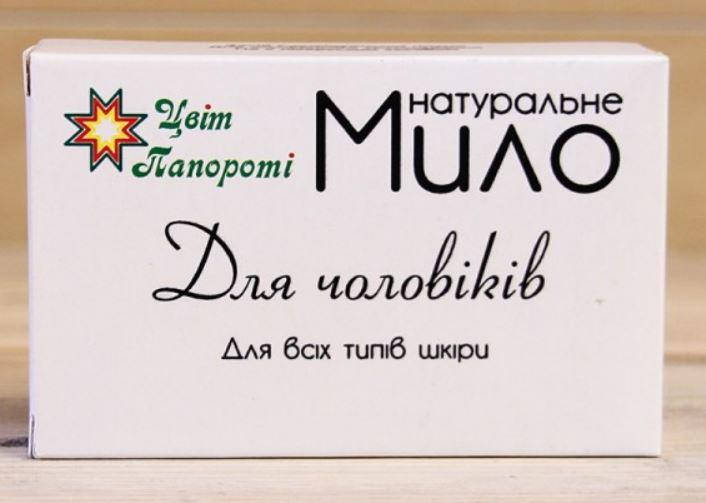 Цвіт
Папороті
натуральне
Мило
Для чоловіків
Для всіх типів шкіри